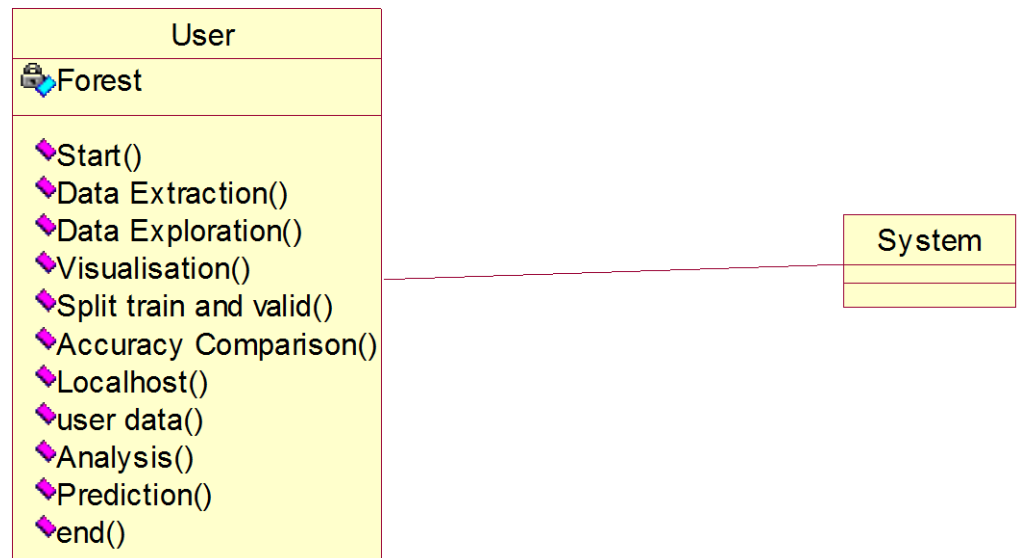 User
Forest
Start()
Data Extraction()
Data Exploration()
Visualisation()
Split train and valid()
Accuracy Comparison()
Localhost()
user data()
Analysis()
Prediction()
end()
System